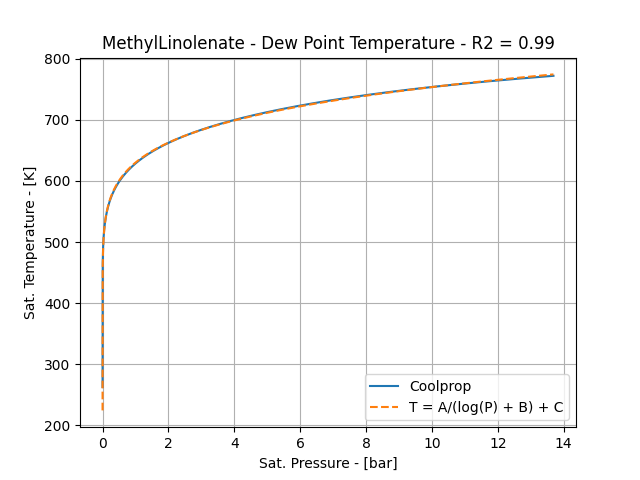 MethylLinolenate - Dew Point Temperature - R2 = 0.99
800
700
600
500
400
300
200
Sat. Temperature - [K]
Coolprop
T = A/(log(P) + B) + C
0 2 4 6 8 10 12 14
Sat. Pressure - [bar]